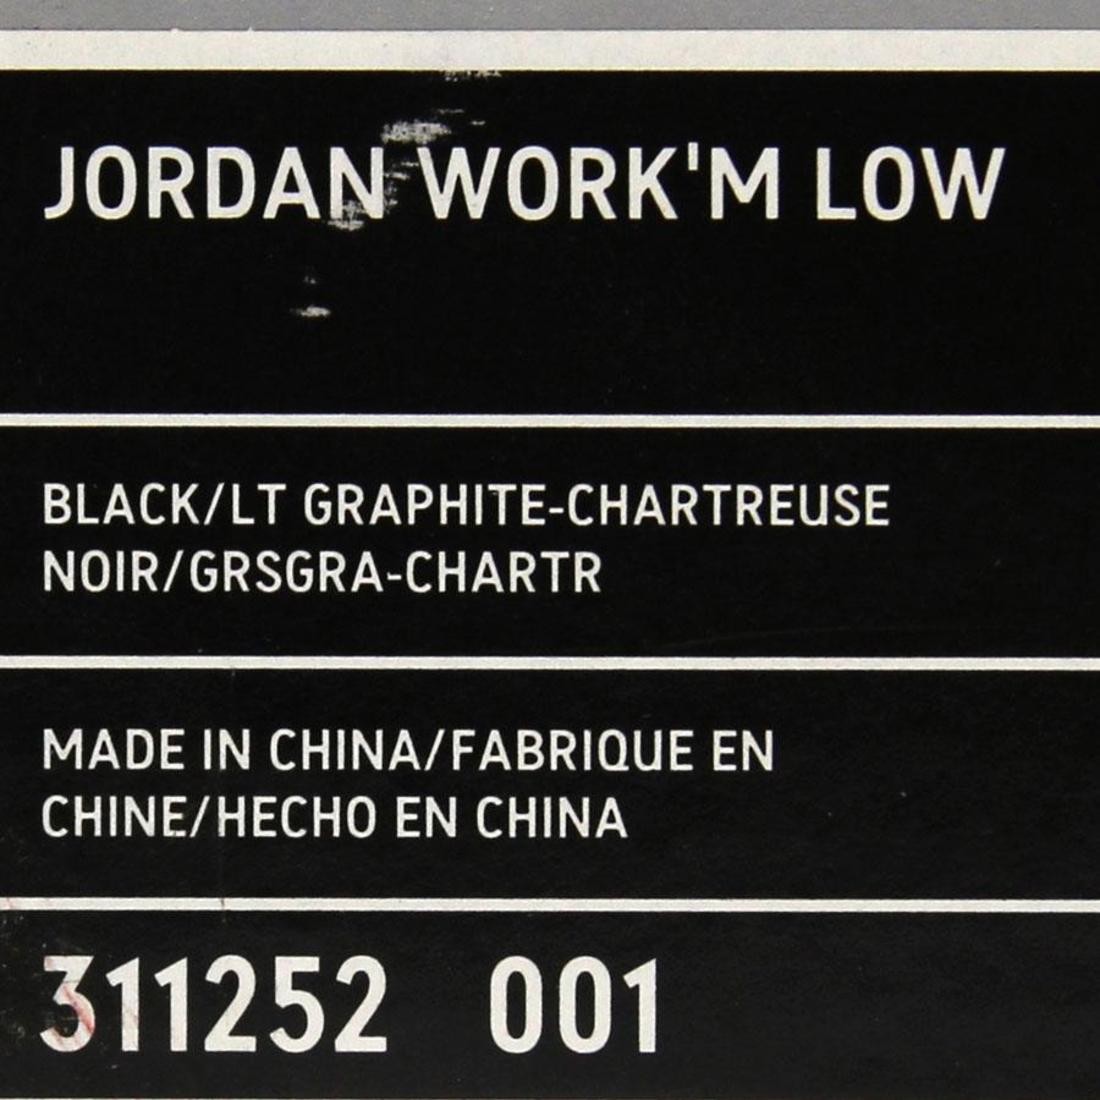 JORDAN WORK'M LOW
BLACK/LT GRAPHITE-CHARTREUSE
NOIR/GRSGRA-CHARTR
MADE IN CHINA/FABRIQUE EN
CHINE/HECHO EN CHINA
311252 001